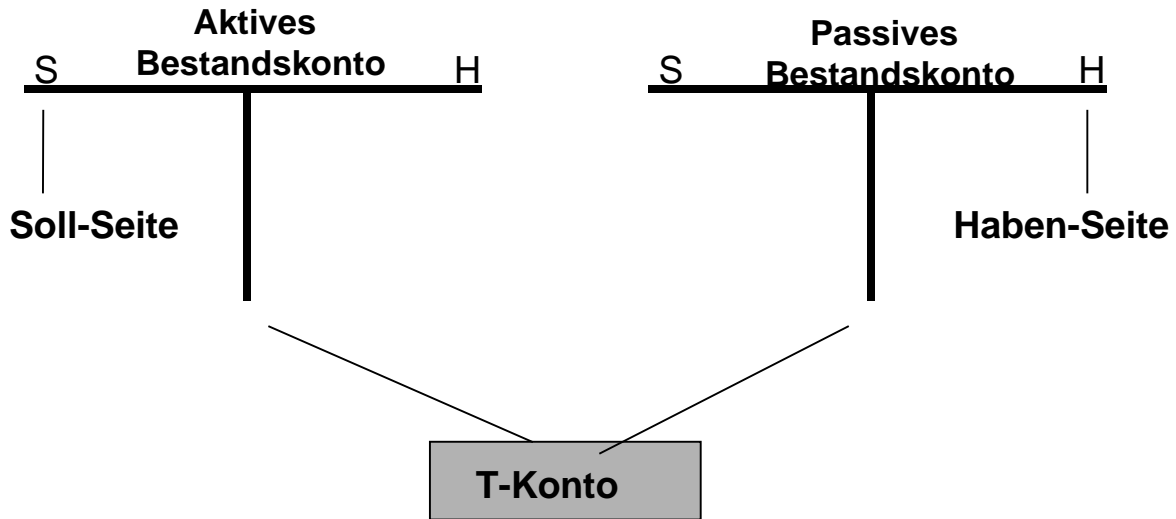 Aktives
S Bestandskonto H
Passives
S Bestandskonto H
Soll-Seite
Haben-Seite
T-Konto